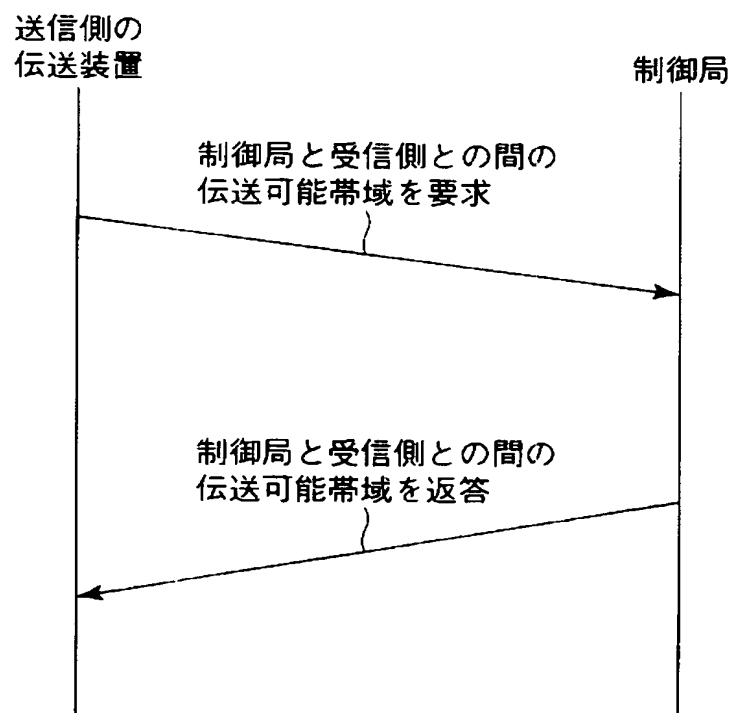 送信側の
伝送装置
制御局
制御局と受信側との間の
伝送可能帯域を要求
制御局と受信側との間の
伝送可能帯域を返答